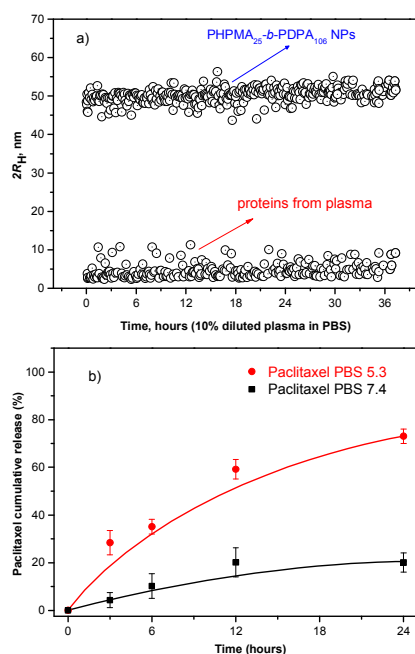 a)
PHPMA25-b-PDPA106 NPs
proteins from plasma
2RH, nm
70
60
50
40
30
20
10
0
0 6 12 18 24 30 36
Time, hours (10% diluted plasma in PBS)
b)
Paclitaxel PBS 5.3
Paclitaxel PBS 7.4
Paclitaxel cumulative release (%)
80
60
40
20
0
0 6 12 18 24
Time (hours)